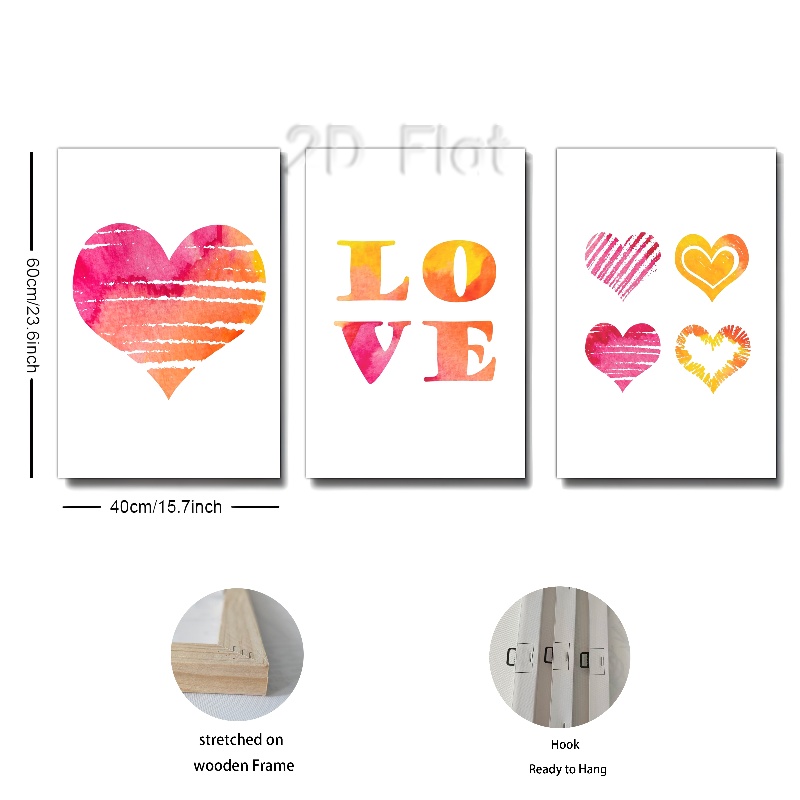 2D Flat
60cm/23.6inch
LO
VE
40cm/15.7inch
stretched on
wooden Frame
Hook
Ready to Hang